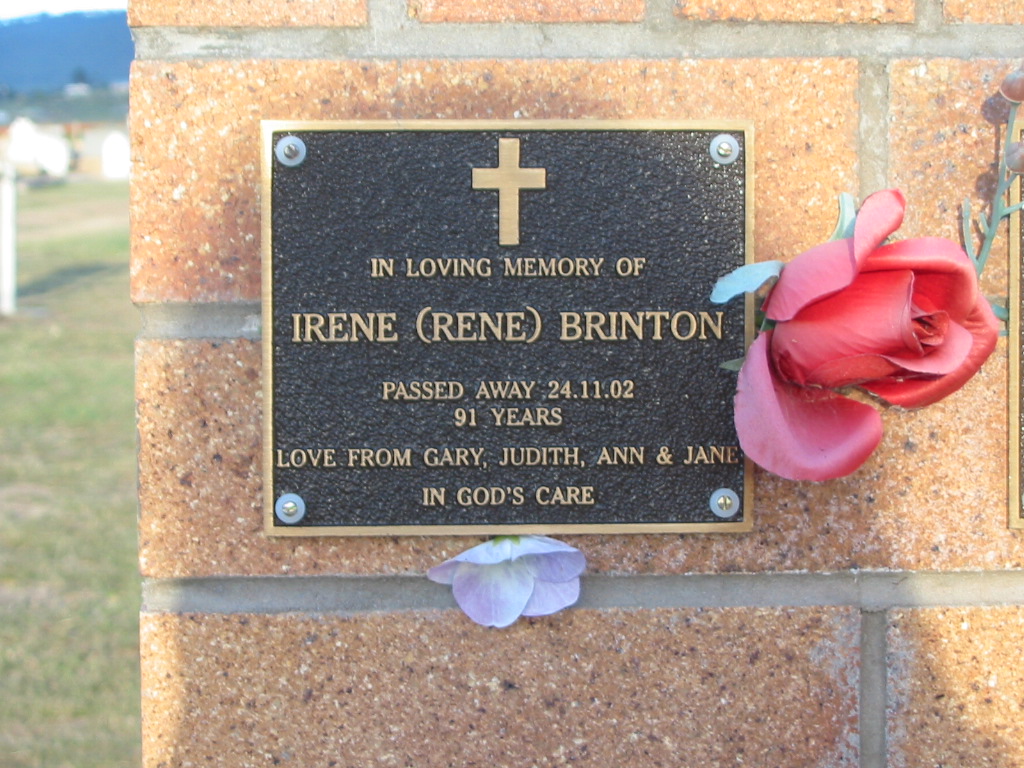 IN LOVING MEMORY OF
IRENE (RENE) BRINTON
PASSED AWAY 24.11.02
91 YEARS
LOVE FROM GARY, JUDITH, ANN & JANE
IN GOD'S CARE